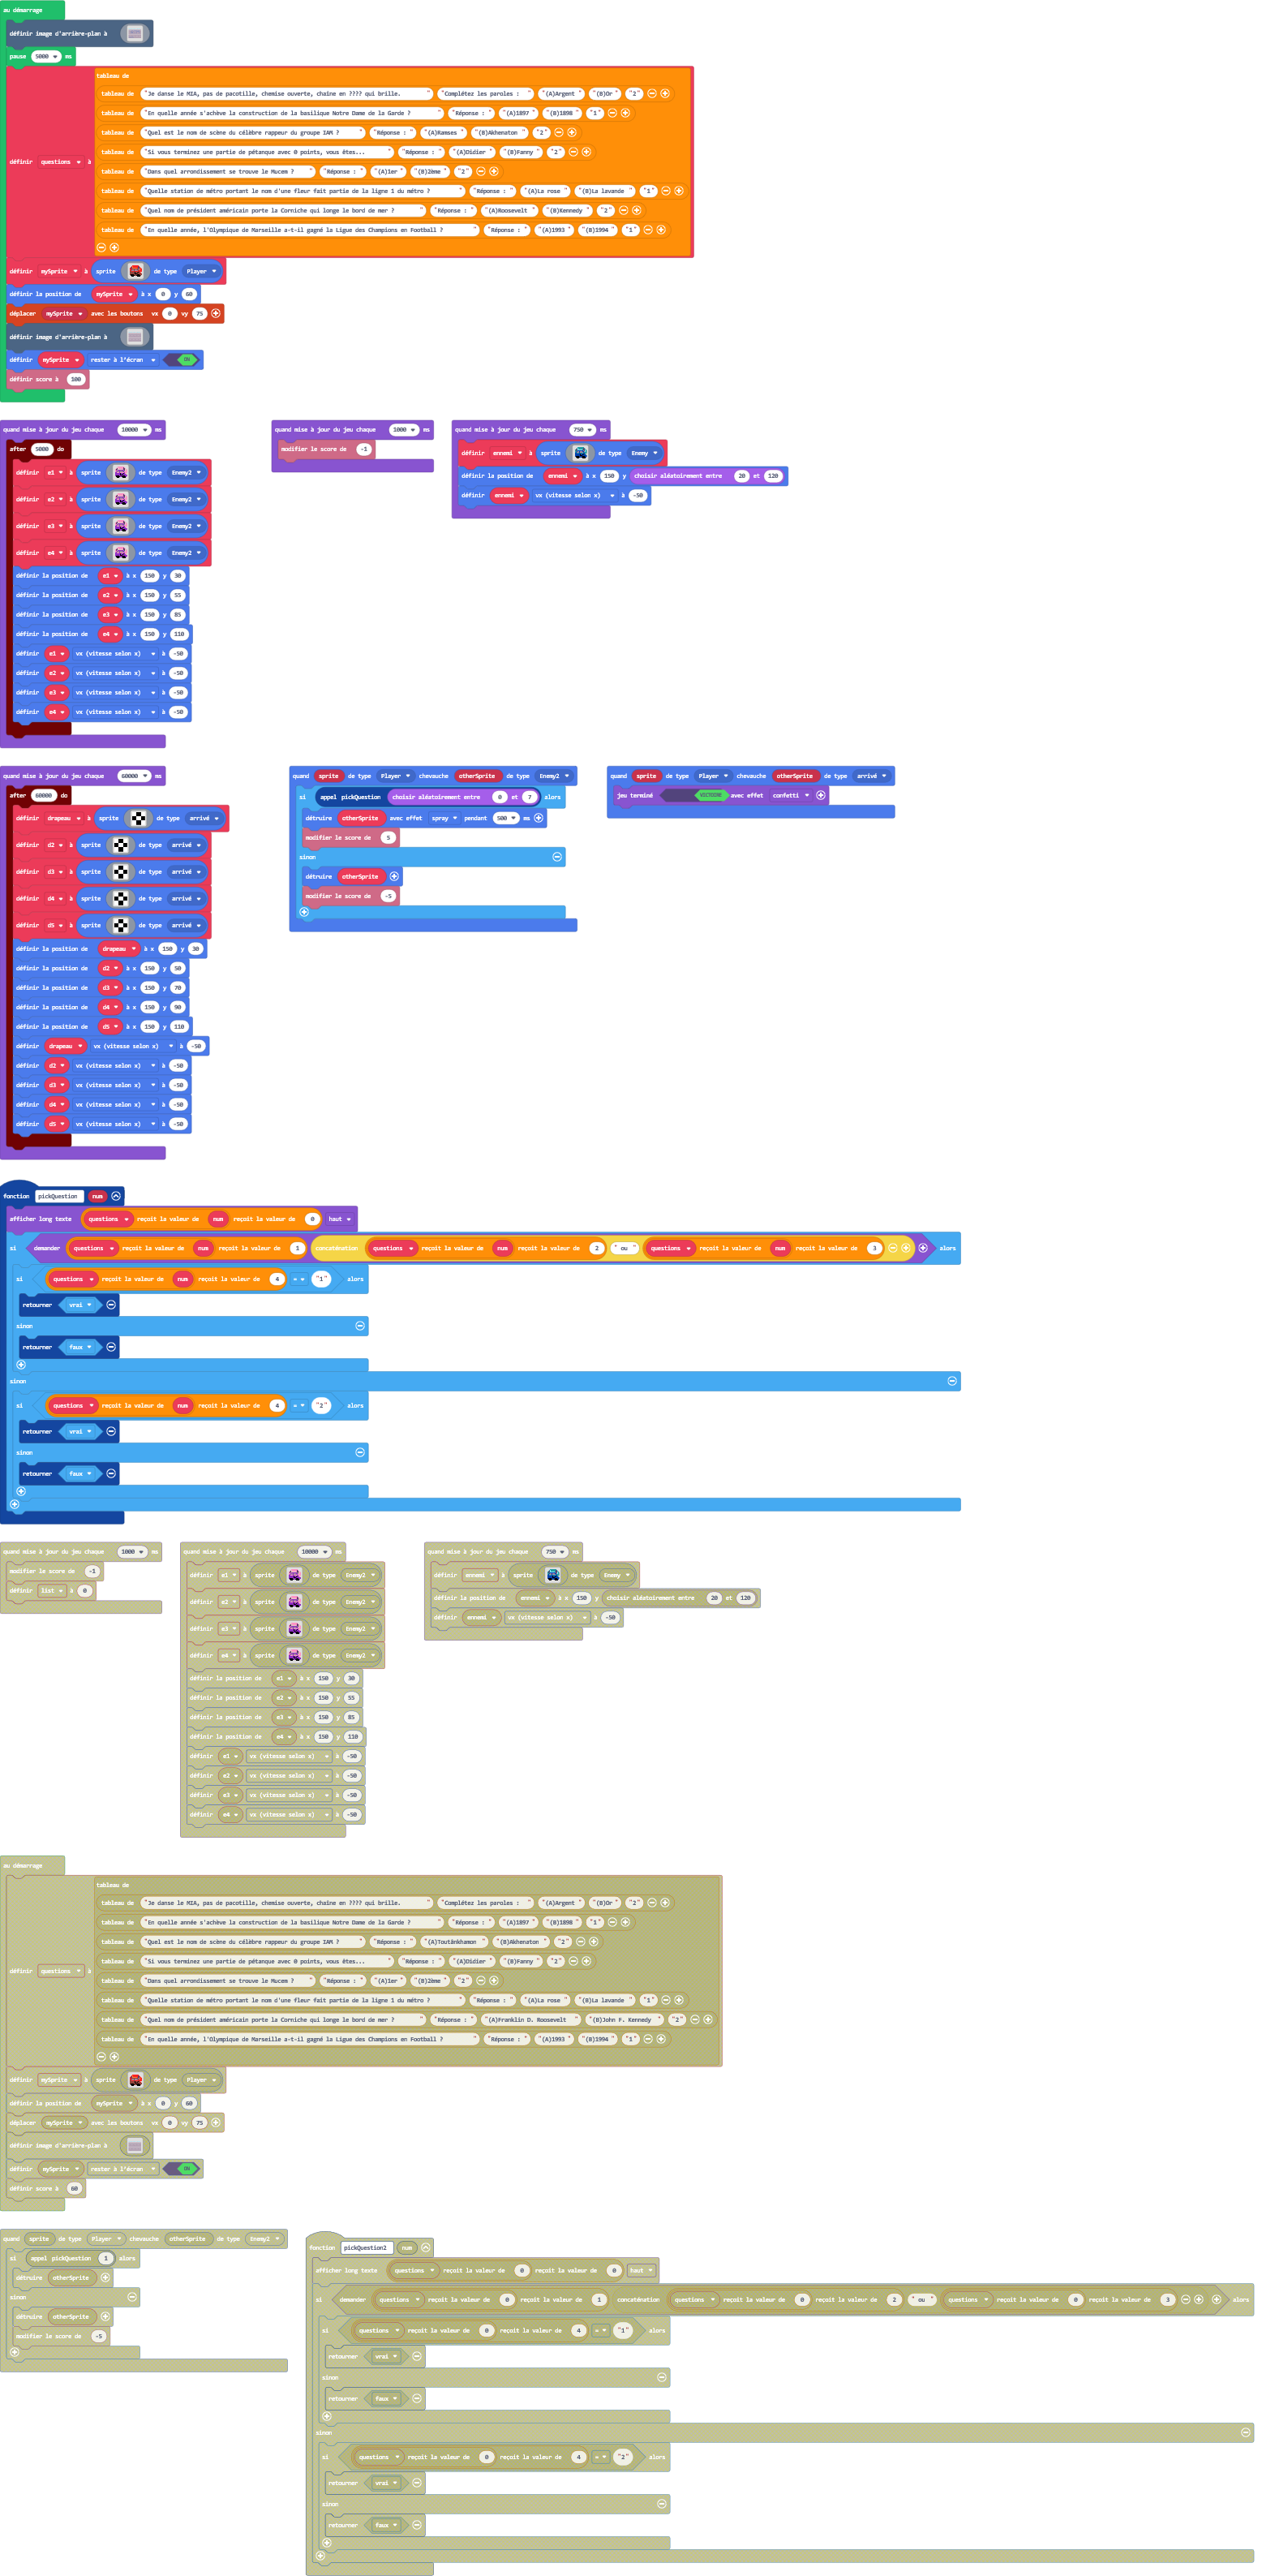 au démarrage
définir image d'arrière-plan à
pause 5000 ms
définir questions à tableau de
tableau de "Je danse le MIA, pas de pacotille, chemise ouverte, chaîne en ???? qui brille. " "Complétez les paroles : " "(A)Argent " "(B)Or " "2"
tableau de "En quelle année s'achève la construction de la basilique Notre Dame de la Garde ? " "Réponse : " "(A)1897 " "(B)1898 " "1"
tableau de "Quel est le nom de scène du célèbre rappeur du groupe IAM ? " "Réponse : " "(A)Ramses " "(B)Akhenaton " "2"
tableau de "Si vous terminez une partie de pétanque avec 0 points, vous êtes... " "Réponse : " "(A)Didier " "(B)Fanny " "2"
tableau de "Dans quel arrondissement se trouve le Mucem ? " "Réponse : " "(A)1er " "(B)2ème " "2"
tableau de "Quelle station de métro portant le nom d'une fleur fait partie de la ligne 1 du métro ? " "Réponse : " "(A)La rose " "(B)La lavande " "1"
tableau de "Quel nom de président américain porte la Corniche qui longe le bord de mer ? " "Réponse : " "(A)Roosevelt " "(B)Kennedy " "2"
tableau de "En quelle année, l'Olympique de Marseille a-t-il gagné la Ligue des Champions en Football ? " "Réponse : " "(A)1993 " "(B)1994 " "1"
définir mySprite à sprite de type Player
définir la position de mySprite à x 0 y 60
déplacer mySprite avec les boutons vx 0 vy 75
définir image d'arrière-plan à
définir mySprite rester à l'écran ON
définir score à 100
quand mise à jour du jeu chaque 10000 ms
after 5000 do
définir e1 à sprite de type Enemy2
définir e2 à sprite de type Enemy2
définir e3 à sprite de type Enemy2
définir e4 à sprite de type Enemy2
définir la position de e1 à x 150 y 30
définir la position de e2 à x 150 y 55
définir la position de e3 à x 150 y 85
définir la position de e4 à x 150 y 110
définir e1 vx (vitesse selon x) à -50
définir e2 vx (vitesse selon x) à -50
définir e3 vx (vitesse selon x) à -50
définir e4 vx (vitesse selon x) à -50
quand mise à jour du jeu chaque 1000 ms
modifier le score de -1
quand mise à jour du jeu chaque 750 ms
définir ennemi à sprite de type Enemy
définir la position de ennemi à x 150 y choisir aléatoirement entre 20 et 120
définir ennemi vx (vitesse selon x) à -50
quand mise à jour du jeu chaque 60000 ms
after 60000 do
définir drapeau à sprite de type arrivé
définir d2 à sprite de type arrivé
définir d3 à sprite de type arrivé
définir d4 à sprite de type arrivé
définir d5 à sprite de type arrivé
définir la position de drapeau à x 150 y 30
définir la position de d2 à x 150 y 50
définir la position de d3 à x 150 y 70
définir la position de d4 à x 150 y 90
définir la position de d5 à x 150 y 110
définir drapeau vx (vitesse selon x) à -50
définir d2 vx (vitesse selon x) à -50
définir d3 vx (vitesse selon x) à -50
définir d4 vx (vitesse selon x) à -50
définir d5 vx (vitesse selon x) à -50
quand sprite de type Player chevauche otherSprite de type Enemy2
si appel pickQuestion choisir aléatoirement entre 0 et 7 alors
détruire otherSprite avec effet spray pendant 500 ms
modifier le score de 5
sinon
détruire otherSprite
modifier le score de -5
quand sprite de type Player chevauche otherSprite de type arrivé
jeu terminé VICTOIRE avec effet confetti
fonction pickQuestion num
afficher long texte questions reçoit la valeur de num reçoit la valeur de 0 haut
si demander questions reçoit la valeur de num reçoit la valeur de 1 concaténation questions reçoit la valeur de num reçoit la valeur de 2 " ou " questions reçoit la valeur de num reçoit la valeur de 3 alors
si questions reçoit la valeur de num reçoit la valeur de 4 = "1" alors
retourner vrai
sinon
retourner faux
sinon
si questions reçoit la valeur de num reçoit la valeur de 4 = "2" alors
retourner vrai
sinon
retourner faux
quand mise à jour du jeu chaque 1000 ms
modifier le score de -1
définir list à 0
quand mise à jour du jeu chaque 10000 ms
définir e1 à sprite de type Enemy2
définir e2 à sprite de type Enemy2
définir e3 à sprite de type Enemy2
définir e4 à sprite de type Enemy2
définir la position de e1 à x 150 y 30
définir la position de e2 à x 150 y 55
définir la position de e3 à x 150 y 85
définir la position de e4 à x 150 y 110
définir e1 vx (vitesse selon x) à -50
définir e2 vx (vitesse selon x) à -50
définir e3 vx (vitesse selon x) à -50
définir e4 vx (vitesse selon x) à -50
quand mise à jour du jeu chaque 750 ms
définir ennemi à sprite de type Enemy
définir la position de ennemi à x 150 y choisir aléatoirement entre 20 et 120
définir ennemi vx (vitesse selon x) à -50
au démarrage
définir questions à tableau de
tableau de "Je danse le MIA, pas de pacotille, chemise ouverte, chaîne en ???? qui brille. " "Complétez les paroles : " "(A)Argent " "(B)Or " "2"
tableau de "En quelle année s'achève la construction de la basilique Notre Dame de la Garde ? " "Réponse : " "(A)1897 " "(B)1898 " "1"
tableau de "Quel est le nom de scène du célèbre rappeur du groupe IAM ? " "Réponse : " "(A)Toutânkhamon " "(B)Akhenaton " "2"
tableau de "Si vous terminez une partie de pétanque avec 0 points, vous êtes... " "Réponse : " "(A)Didier " "(B)Fanny " "2"
tableau de "Dans quel arrondissement se trouve le Mucem ? " "Réponse : " "(A)1er " "(B)2ème " "2"
tableau de "Quelle station de métro portant le nom d'une fleur fait partie de la ligne 1 du métro ? " "Réponse : " "(A)La rose " "(B)La lavande " "1"
tableau de "Quel nom de président américain porte la Corniche qui longe le bord de mer ? " "Réponse : " "(A)Franklin D. Roosevelt " "(B)John F. Kennedy " "2"
tableau de "En quelle année, l'Olympique de Marseille a-t-il gagné la Ligue des Champions en Football ? " "Réponse : " "(A)1993 " "(B)1994 " "1"
définir mySprite à sprite de type Player
définir la position de mySprite à x 0 y 60
déplacer mySprite avec les boutons vx 0 vy 75
définir image d'arrière-plan à
définir mySprite rester à l'écran ON
définir score à 60
quand sprite de type Player chevauche otherSprite de type Enemy2
si appel pickQuestion 1 alors
détruire otherSprite
sinon
détruire otherSprite
modifier le score de -5
fonction pickQuestion2 num
afficher long texte questions reçoit la valeur de 0 reçoit la valeur de 0 haut
si demander questions reçoit la valeur de 0 reçoit la valeur de 1 concaténation questions reçoit la valeur de 0 reçoit la valeur de 2 " ou " questions reçoit la valeur de 0 reçoit la valeur de 3 alors
si questions reçoit la valeur de 0 reçoit la valeur de 4 = "1" alors
retourner vrai
sinon
retourner faux
sinon
si questions reçoit la valeur de 0 reçoit la valeur de 4 = "2" alors
retourner vrai
sinon
retourner faux